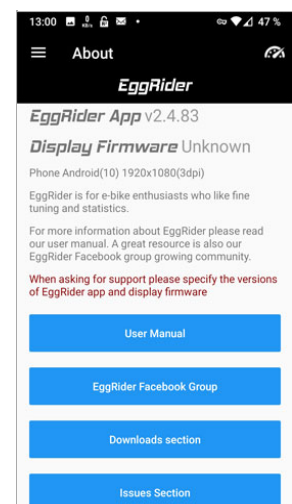 13:00 47 %
About
EggRider
EggRider App v2.4.83
Display Firmware Unknown
Phone Android(10) 1920x1080(3dpi)
EggRider is for e-bike enthusiasts who like fine
tuning and statistics.
For more information about EggRider please read
our user manual. A great resource is also our
EggRider Facebook group growing community.
When asking for support please specify the versions
of EggRider app and display firmware
User Manual
EggRider Facebook Group
Downloads section
Issues Section